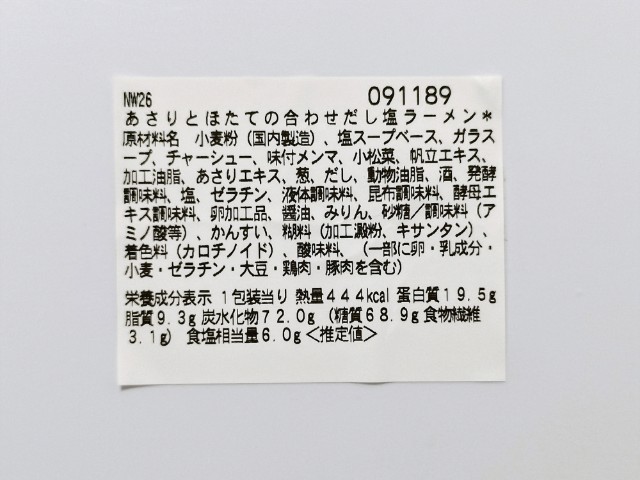 NW26 091189
あさりとほたての合わせだし塩ラーメン*
原材料名 小麦粉(国内製造)、塩スープベース、ガラス
ープ、チャーシュー、味付メンマ、小松菜、帆立エキス、
加工油脂、あさりエキス、葱、だし、動物油脂、酒、発酵
調味料、塩、ゼラチン、液体調味料、昆布調味料、酵母エ
キス調味料、卵加工品、醤油、みりん、砂糖/調味料(ア
ミノ酸等)、かんすい、糊料(加工澱粉、キサンタン)、
着色料(カロチノイド)、酸味料、(一部に卵・乳成分・
小麦・ゼラチン・大豆・鶏肉・豚肉を含む)
栄養成分表示 1包装当り 熱量444kcal 蛋白質19.5g
脂質9.3g 炭水化物72.0g (糖質68.9g 食物繊維
3.1g) 食塩相当量6.0g<推定値>